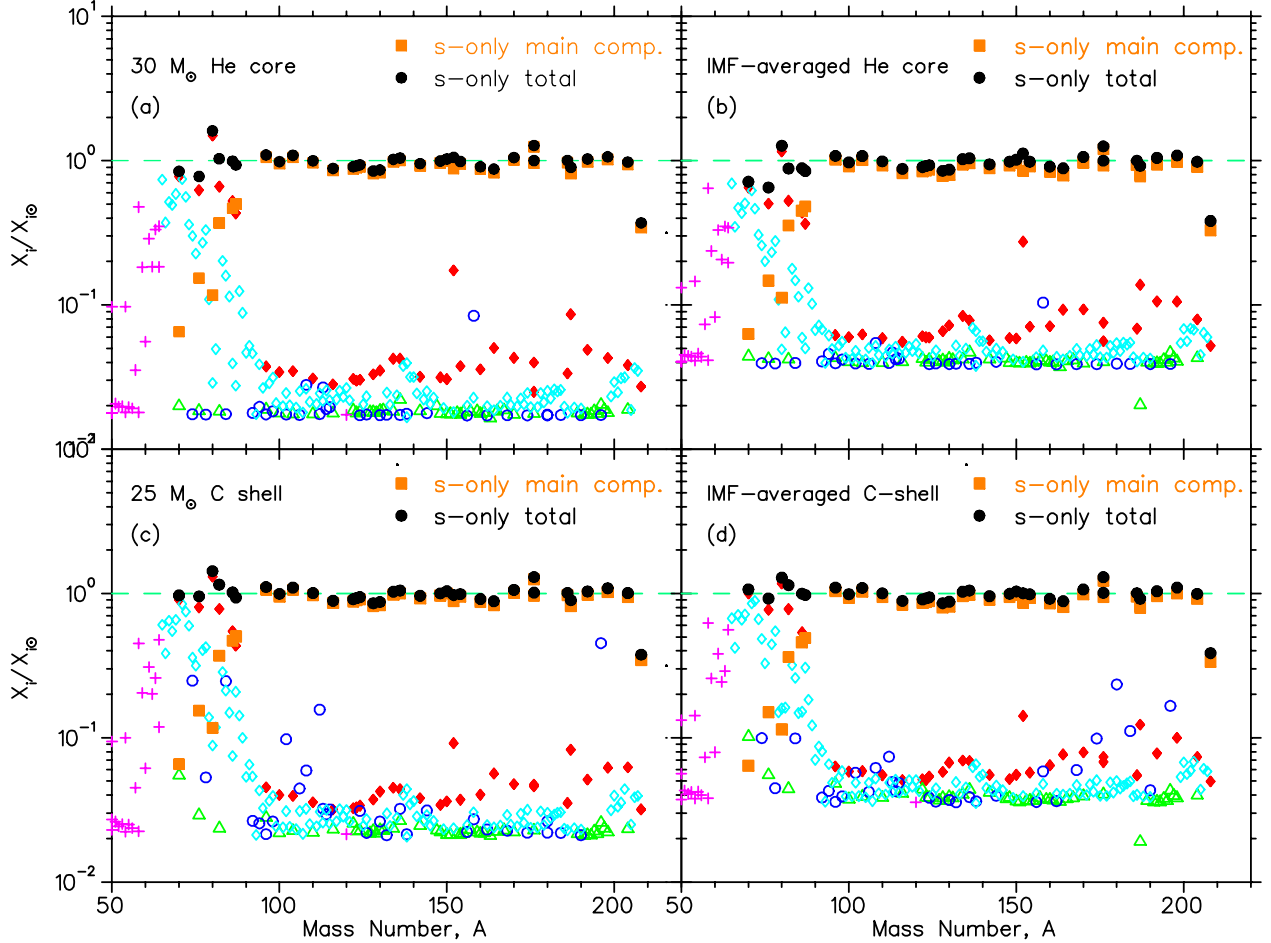 10¹
30 M☉ He core
s-only main comp.
s-only total
(a)
IMF-averaged He core
s-only main comp.
s-only total
(b)
10⁰
Xᵢ/Xᵢ☉
10⁻¹
10⁻²
25 M☉ C shell
s-only main comp.
s-only total
(c)
IMF-averaged C-shell
s-only main comp.
s-only total
(d)
10⁰
Xᵢ/Xᵢ☉
10⁻¹
10⁻²
50 100 150 200 50 100 150 200
Mass Number, A Mass Number, A